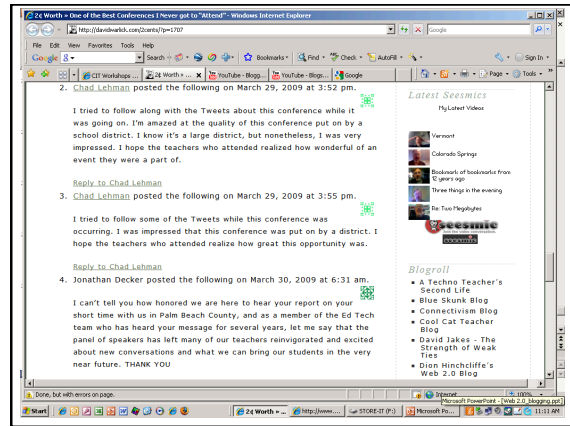 2¢ Worth » One of the Best Conferences I Never got to "Attend" - Windows Internet Explorer
http://davidwarlick.com/2cents/?p=1707
Google
File Edit View Favorites Tools Help
Google Search Bookmarks Find Check AutoFill Sign In
CIT Workshops ... 2¢ Worth » ... YouTube - Blogg... YouTube - Blogs... Google Page Tools
2. Chad Lehman posted the following on March 29, 2009 at 3:52 pm.
I tried to follow along with the Tweets about this conference while it
was going on. I'm amazed at the quality of this conference put on by a
school district. I know it's a large district, but nonetheless, I was very
impressed. I hope the teachers who attended realized how wonderful of an
event they were a part of.
Reply to Chad Lehman
3. Chad Lehman posted the following on March 29, 2009 at 3:55 pm.
I tried to follow some of the Tweets while this conference was
occurring. I was impressed that this conference was put on by a district. I
hope the teachers who attended realize how great this opportunity was.
Reply to Chad Lehman
4. Jonathan Decker posted the following on March 30, 2009 at 6:31 am.
I can't tell you how honored we are here to hear your report on your
short time with us in Palm Beach County, and as a member of the Ed Tech
team who has heard your message for several years, let me say that the
panel of speakers has left many of our teachers reinvigorated and excited
about new conversations and what we can bring our students in the very
near future. THANK YOU
Latest Seesmics
My Latest Videos
Vermont
Colorado Springs
Bookmark of bookmarks from
12 years ago
Three things in the evening
Re: Two Megabytes
seesmic
Join the video conversation.
seesmic
Blogroll
A Techno Teacher's
Second Life
Blue Skunk Blog
Connectivism Blog
Cool Cat Teacher
Blog
David Jakes - The
Strength of Weak
Ties
Dion Hinchcliffe's
Web 2.0 Blog
Done, but with errors on page. Internet 100%
Microsoft PowerPoint - [Web 2.0_blogging.ppt]
Start 2¢ Worth » ... http://www.... STORE-IT (F:) Microsoft Po... 11:11 AM